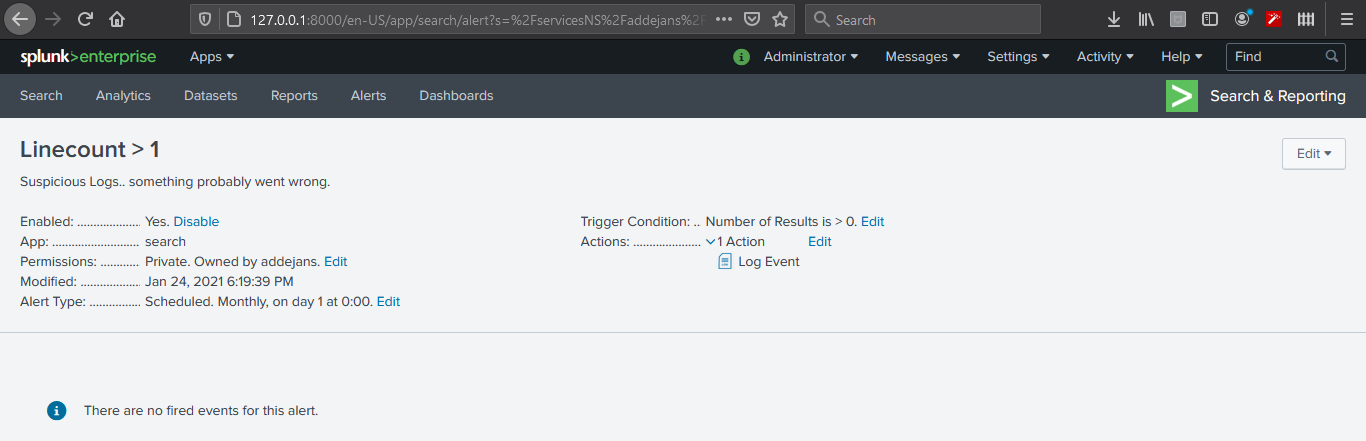 127.0.0.1:8000/en-US/app/search/alert?s=%2FservicesNS%2Faddejans%2F
Search
splunk>enterprise Apps
i Administrator Messages Settings Activity Help Find
Search Analytics Datasets Reports Alerts Dashboards
> Search & Reporting
Linecount > 1
Edit
Suspicious Logs.. something probably went wrong.
Enabled: ................... Yes. Disable
App: .......................... search
Permissions: ............ Private. Owned by addejans. Edit
Modified: .................. Jan 24, 2021 6:19:39 PM
Alert Type: ............... Scheduled. Monthly, on day 1 at 0:00. Edit
Trigger Condition: .. Number of Results is > 0. Edit
Actions: .................... 1 Action Edit
Log Event
i There are no fired events for this alert.